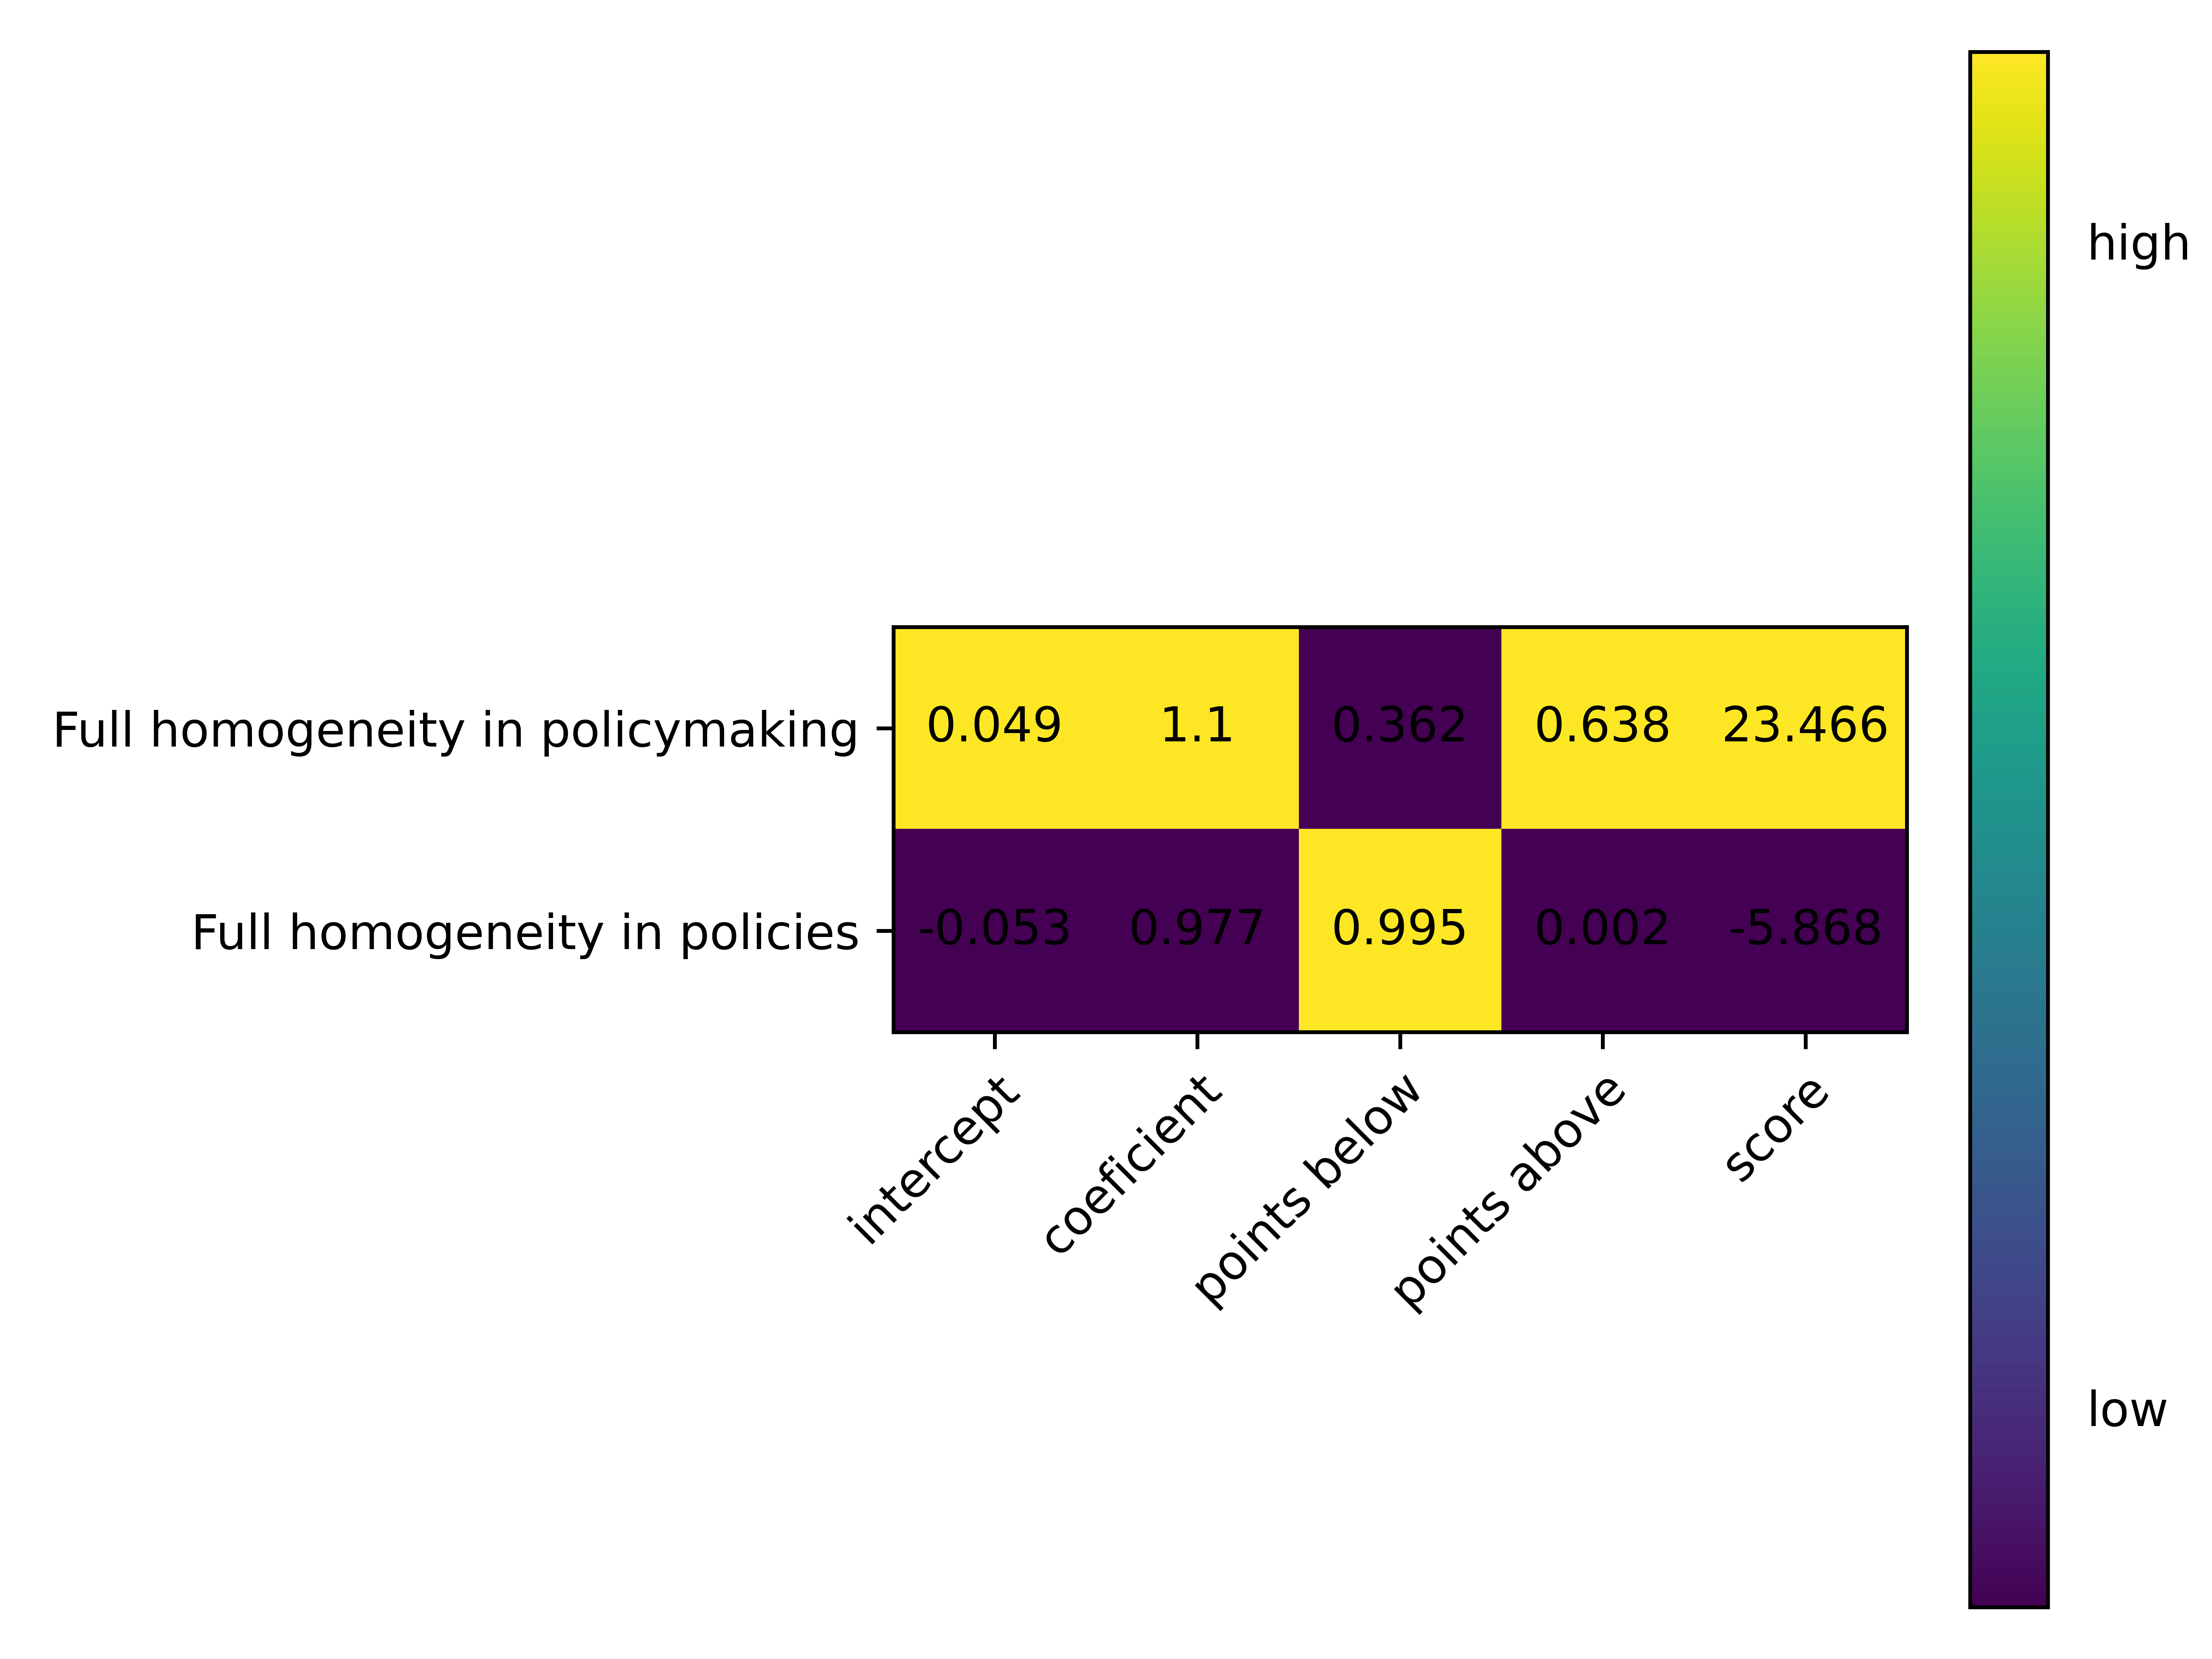 high
Full homogeneity in policymaking 0.049 1.1 0.362 0.638 23.466
Full homogeneity in policies -0.053 0.977 0.995 0.002 -5.868
intercept coeficient points below points above score
low